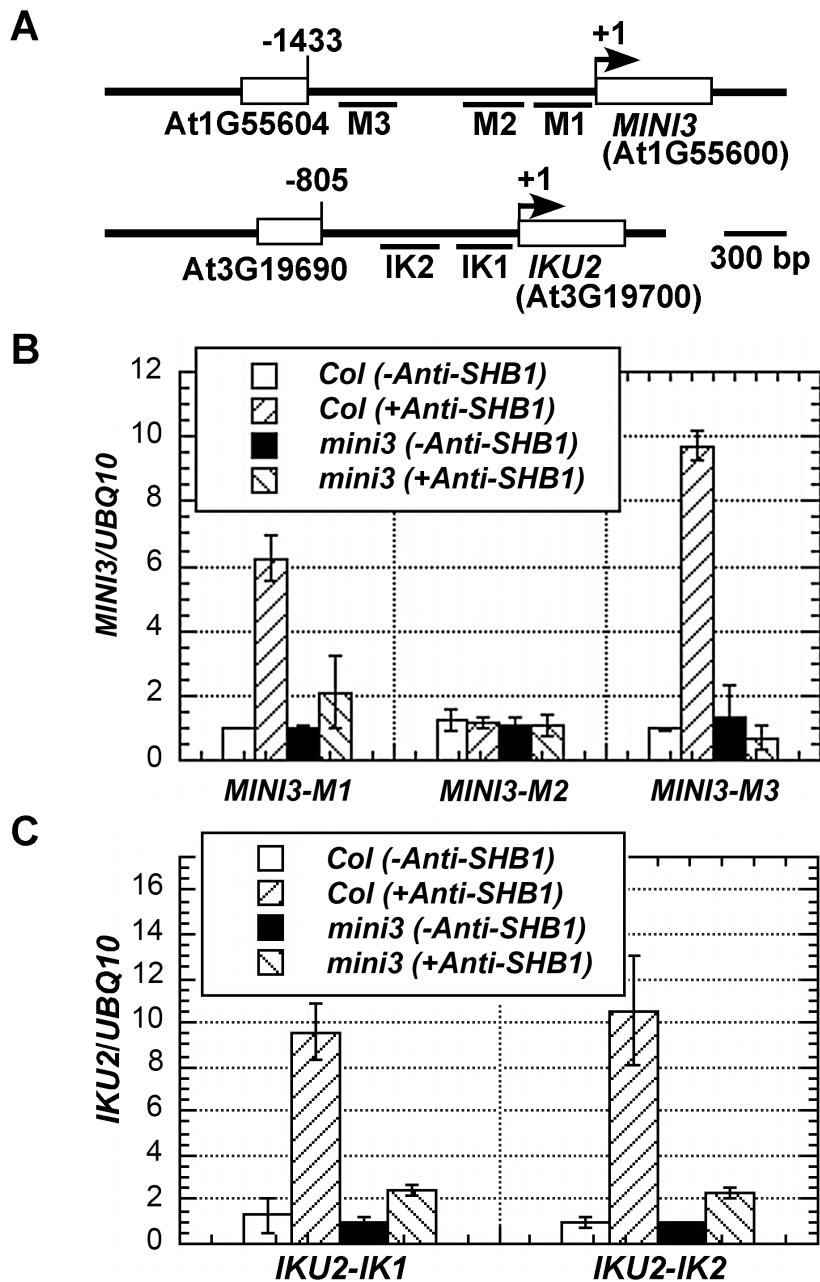 A
-1433
+1
At1G55604 M3 M2 M1 MINI3
(At1G55600)
-805
+1
At3G19690 IK2 IK1 IKU2
(At3G19700)
300 bp
B
Col (-Anti-SHB1)
Col (+Anti-SHB1)
mini3 (-Anti-SHB1)
mini3 (+Anti-SHB1)
MINI3/UBQ10
12
10
8
6
4
2
0
MINI3-M1 MINI3-M2 MINI3-M3
C
Col (-Anti-SHB1)
Col (+Anti-SHB1)
mini3 (-Anti-SHB1)
mini3 (+Anti-SHB1)
IKU2/UBQ10
16
14
12
10
8
6
4
2
0
IKU2-IK1 IKU2-IK2